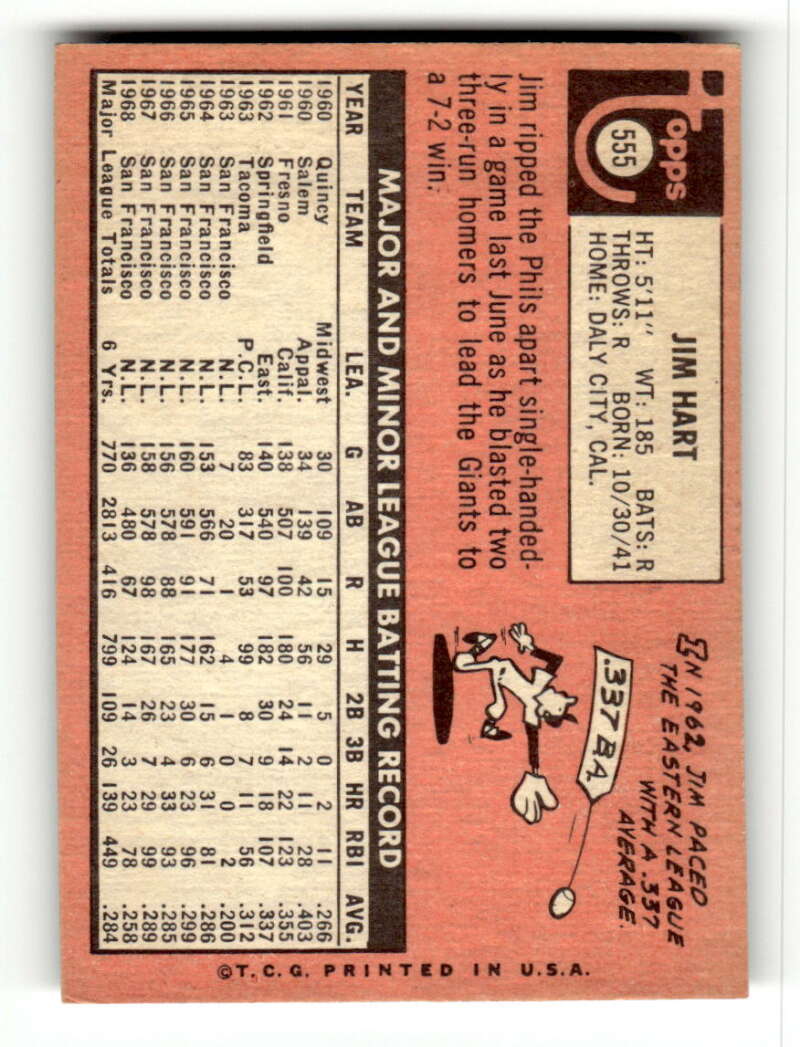 Topps
555
JIM HART
HT: 5'11" WT: 185 BATS: R
THROWS: R BORN: 10/30/41
HOME: DALY CITY, CAL.
Jim ripped the Phils apart single-handed-
ly in a game last June as he blasted two
three-run homers to lead the Giants to
a 7-2 win.
IN 1962, JIM PACED
THE EASTERN LEAGUE
WITH A .337
AVERAGE.
.337 BA
MAJOR AND MINOR LEAGUE BATTING RECORD
YEAR TEAM LEA. G AB R H 2B 3B HR RBI AVG.
1960 Quincy Midwest 30 109 15 29 5 0 2 11 .266
1960 Salem Appal. 34 139 42 56 11 2 11 28 .403
1961 Fresno Calif. 138 507 100 180 24 14 22 123 .355
1962 Springfield East. 140 540 97 182 30 9 18 107 .337
1963 Tacoma P.C.L. 83 317 53 99 8 7 11 56 .312
1963 San Francisco N.L. 7 20 1 4 1 0 0 2 .200
1964 San Francisco N.L. 153 566 71 162 15 6 31 81 .286
1965 San Francisco N.L. 160 591 91 177 30 6 23 96 .299
1966 San Francisco N.L. 156 578 88 165 23 4 33 93 .285
1967 San Francisco N.L. 158 578 98 167 26 7 29 99 .289
1968 San Francisco N.L. 136 480 67 124 14 3 23 78 .258
Major League Totals 6 Yrs. 770 2813 416 799 109 26 139 449 .284
©T.C.G. PRINTED IN U.S.A.